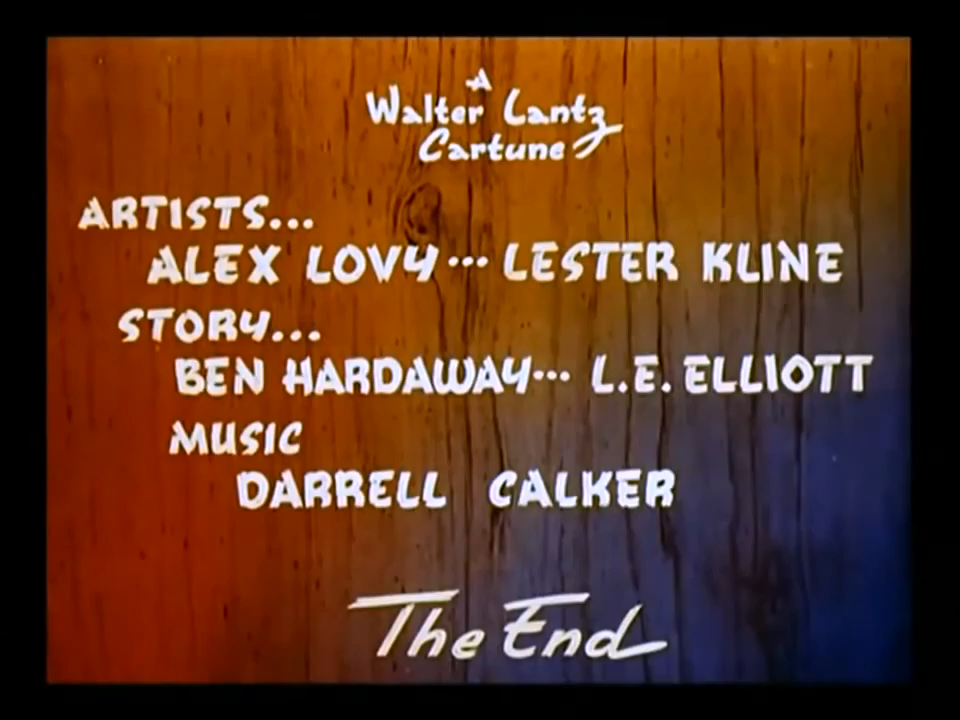 A
Walter Lantz
Cartune
ARTISTS...
ALEX LOVY... LESTER KLINE
STORY...
BEN HARDAWAY... L.E. ELLIOTT
MUSIC
DARRELL CALKER
The End